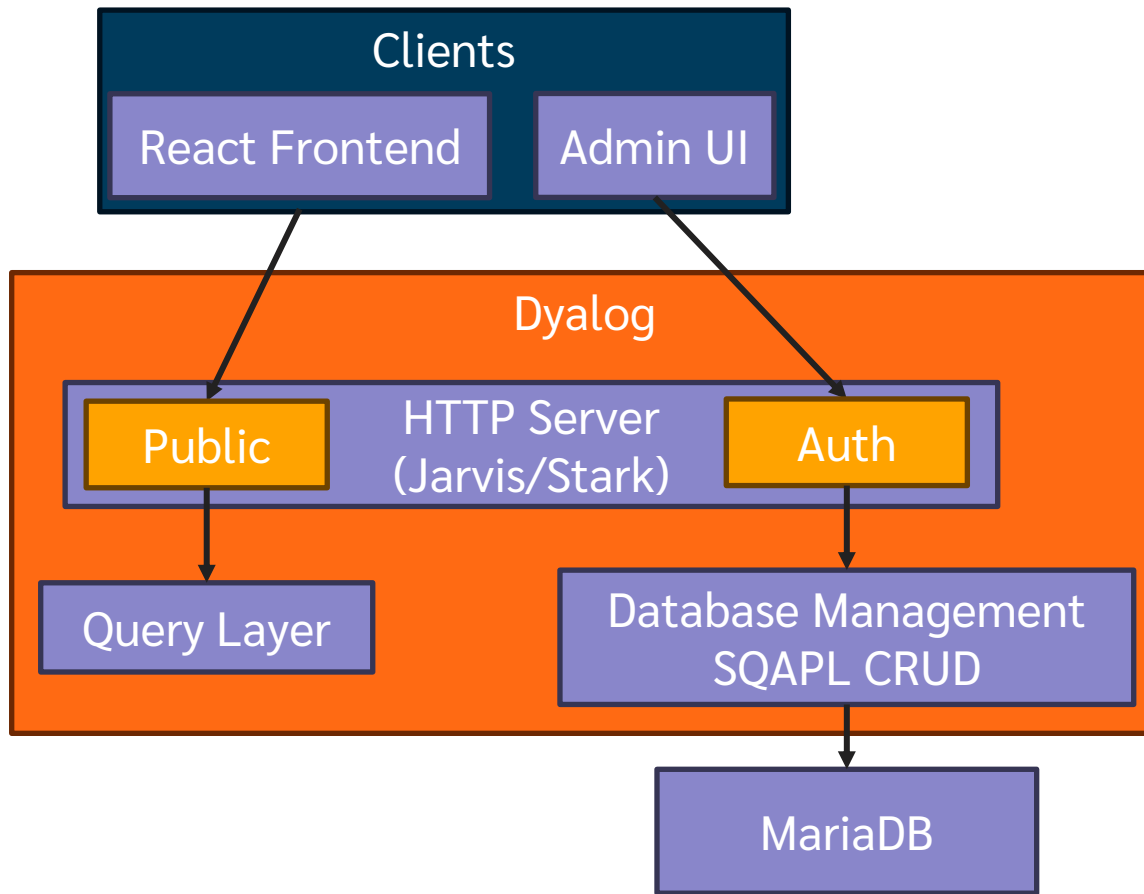 Clients
React Frontend
Admin UI
Dyalog
HTTP Server
(Jarvis/Stark)
Public
Auth
Query Layer
Database Management
SQAPL CRUD
MariaDB